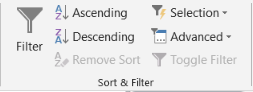 Filter
Ascending
Descending
Remove Sort
Selection
Advanced
Toggle Filter
Sort & Filter